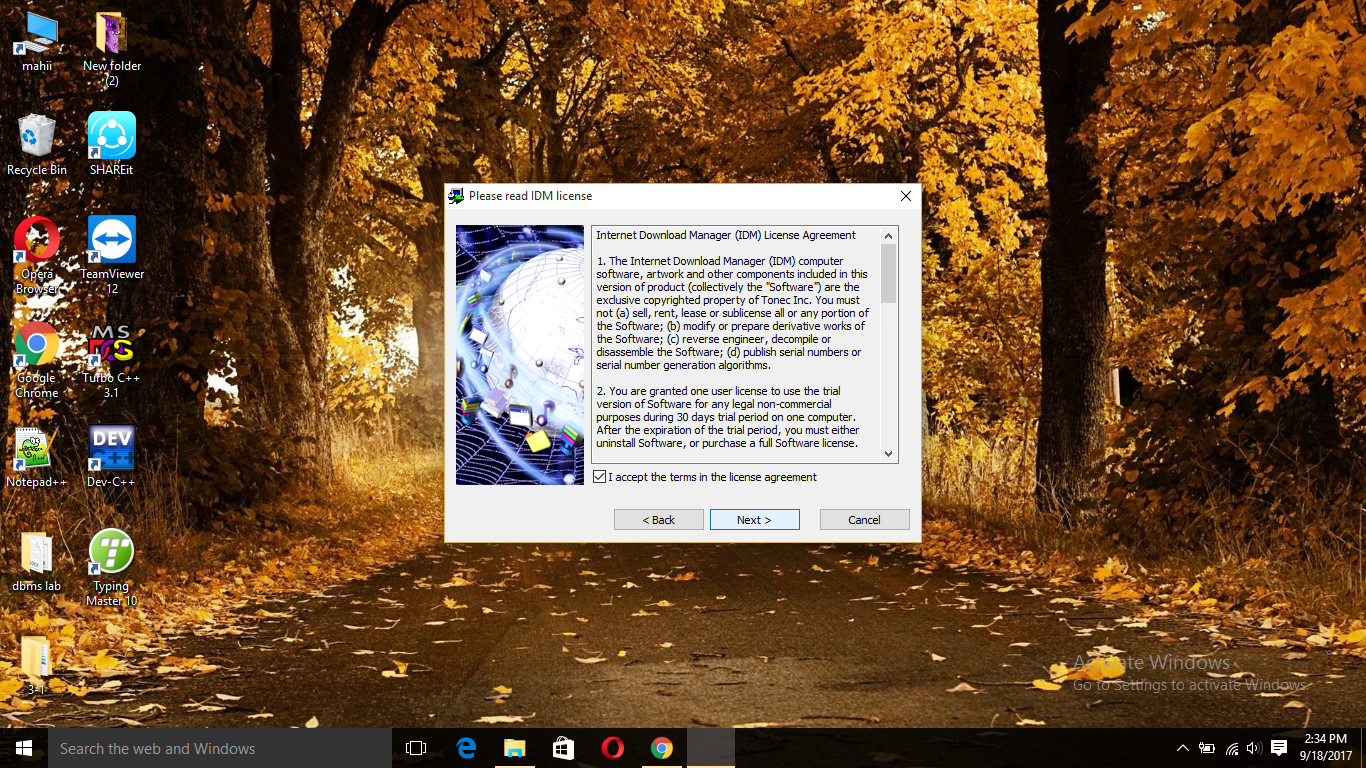 mahii
New folder
(2)
Recycle Bin
SHAREit
Opera
Browser
TeamViewer
12
Google
Chrome
MS
Turbo C++
3.1
Notepad++
DEV
C++
Dev-C++
dbms lab
Typing
Master 10
3-1
Please read IDM license
Internet Download Manager (IDM) License Agreement
1. The Internet Download Manager (IDM) computer
software, artwork and other components included in this
version of product (collectively the "Software") are the
exclusive copyrighted property of Tonec Inc. You must
not (a) sell, rent, lease or sublicense all or any portion of
the Software; (b) modify or prepare derivative works of
the Software; (c) reverse engineer, decompile or
disassemble the Software; (d) publish serial numbers or
serial number generation algorithms.
2. You are granted one user license to use the trial
version of Software for any legal non-commercial
purposes during 30 days trial period on one computer.
After the expiration of the trial period, you must either
uninstall Software, or purchase a full Software license.
I accept the terms in the license agreement
< Back
Next >
Cancel
Activate Windows
Go to Settings to activate Windows.
Search the web and Windows
2:34 PM
9/18/2017